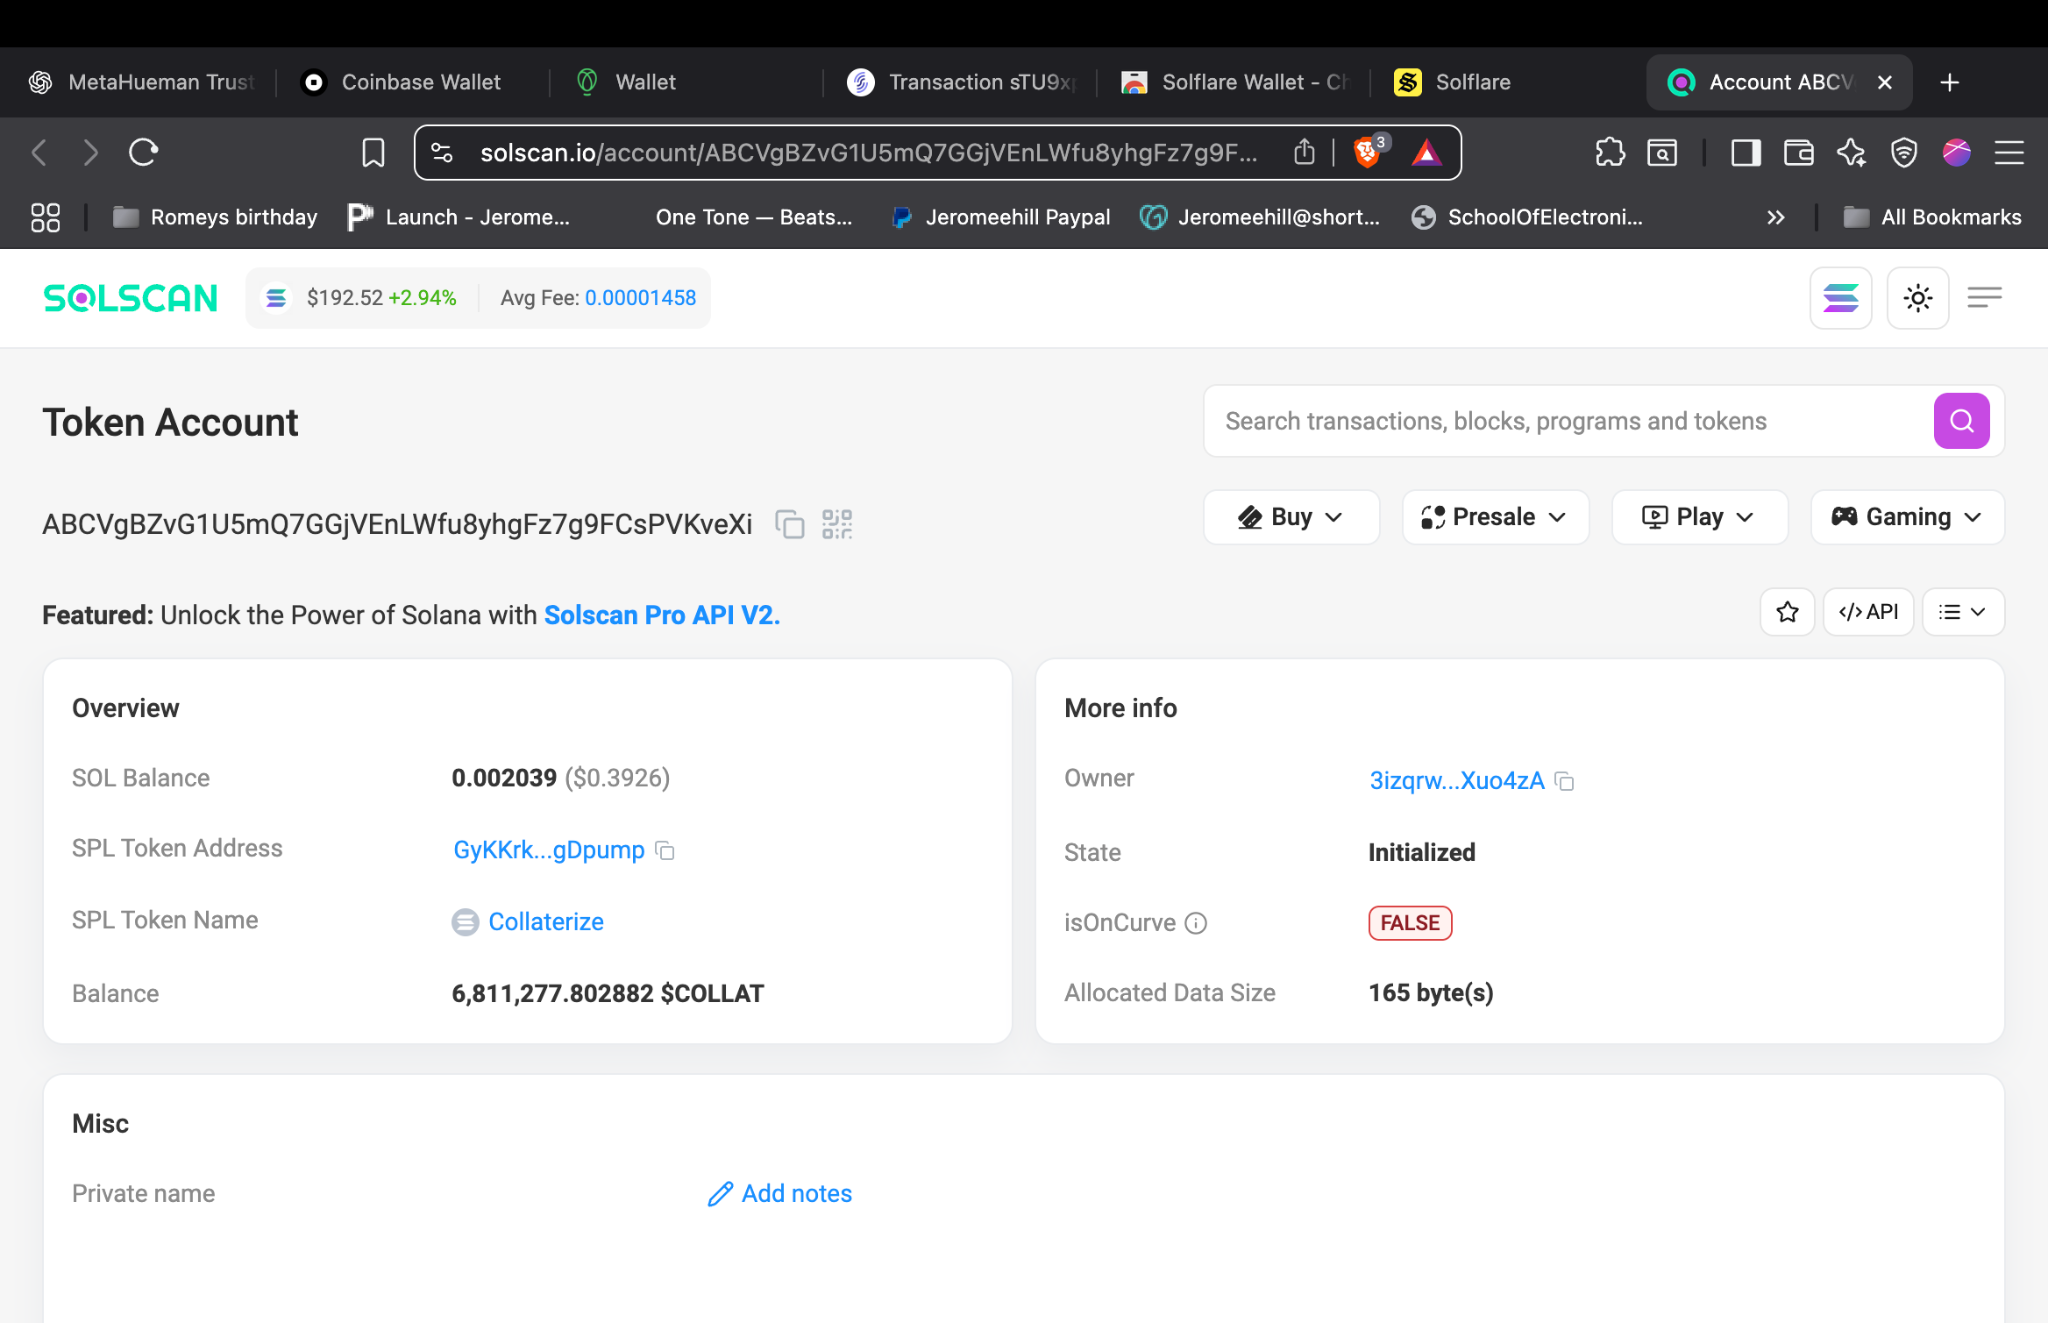 MetaHueman Trust
Coinbase Wallet
Wallet
Transaction sTU9x
Solflare Wallet - Ch
Solflare
Account ABCV
solscan.io/account/ABCVgBZvG1U5mQ7GGjVEnLWfu8yhgFz7g9F...
3
Romeys birthday
Launch - Jerome...
One Tone — Beats...
Jeromeehill Paypal
Jeromeehill@short...
SchoolOfElectroni...
All Bookmarks
SOLSCAN
$192.52 +2.94%
Avg Fee: 0.00001458
Token Account
Search transactions, blocks, programs and tokens
ABCVgBZvG1U5mQ7GGjVEnLWfu8yhgFz7g9FCsPVKveXi
Buy
Presale
Play
Gaming
Featured: Unlock the Power of Solana with Solscan Pro API V2.
</> API
Overview
SOL Balance
0.002039 ($0.3926)
SPL Token Address
GyKKrk...gDpump
SPL Token Name
Collaterize
Balance
6,811,277.802882 $COLLAT
More info
Owner
3izqrw...Xuo4zA
State
Initialized
isOnCurve
FALSE
Allocated Data Size
165 byte(s)
Misc
Private name
Add notes